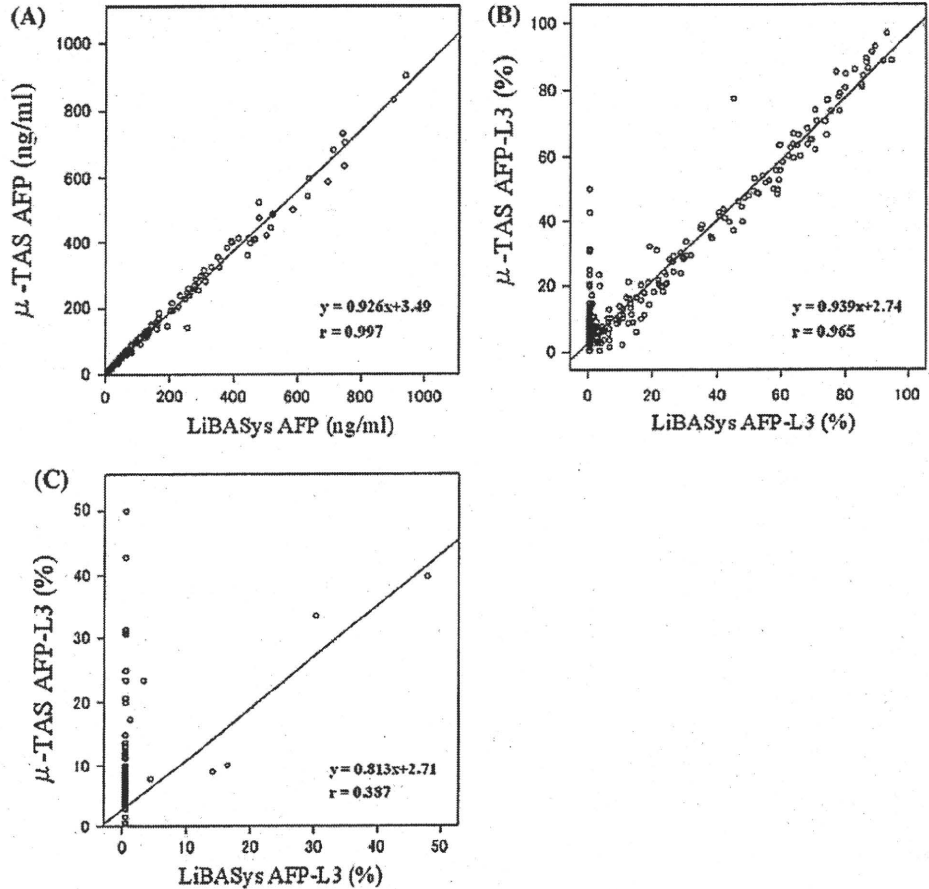 (A)
1000
800
600
400
200
0
μ-TAS AFP (ng/ml)
y = 0.926x+3.49
r = 0.997
0 200 400 600 800 1000
LiBASys AFP (ng/ml)
(B)
100
80
60
40
20
0
μ-TAS AFP-L3 (%)
y = 0.939x+2.74
r = 0.965
0 20 40 60 80 100
LiBASys AFP-L3 (%)
(C)
50
40
30
20
10
0
μ-TAS AFP-L3 (%)
y = 0.813x+2.71
r = 0.387
0 10 20 30 40 50
LiBASys AFP-L3 (%)